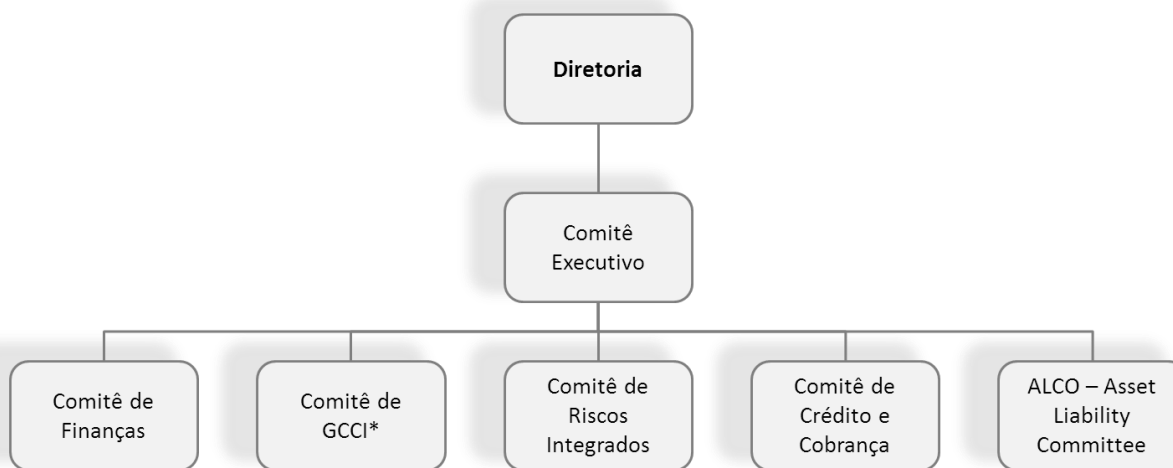 Diretoria
Comitê
Executivo
Comitê de
Finanças
Comitê de
GCCI*
Comitê de
Riscos
Integrados
Comitê de
Crédito e
Cobrança
ALCO – Asset
Liability
Committee